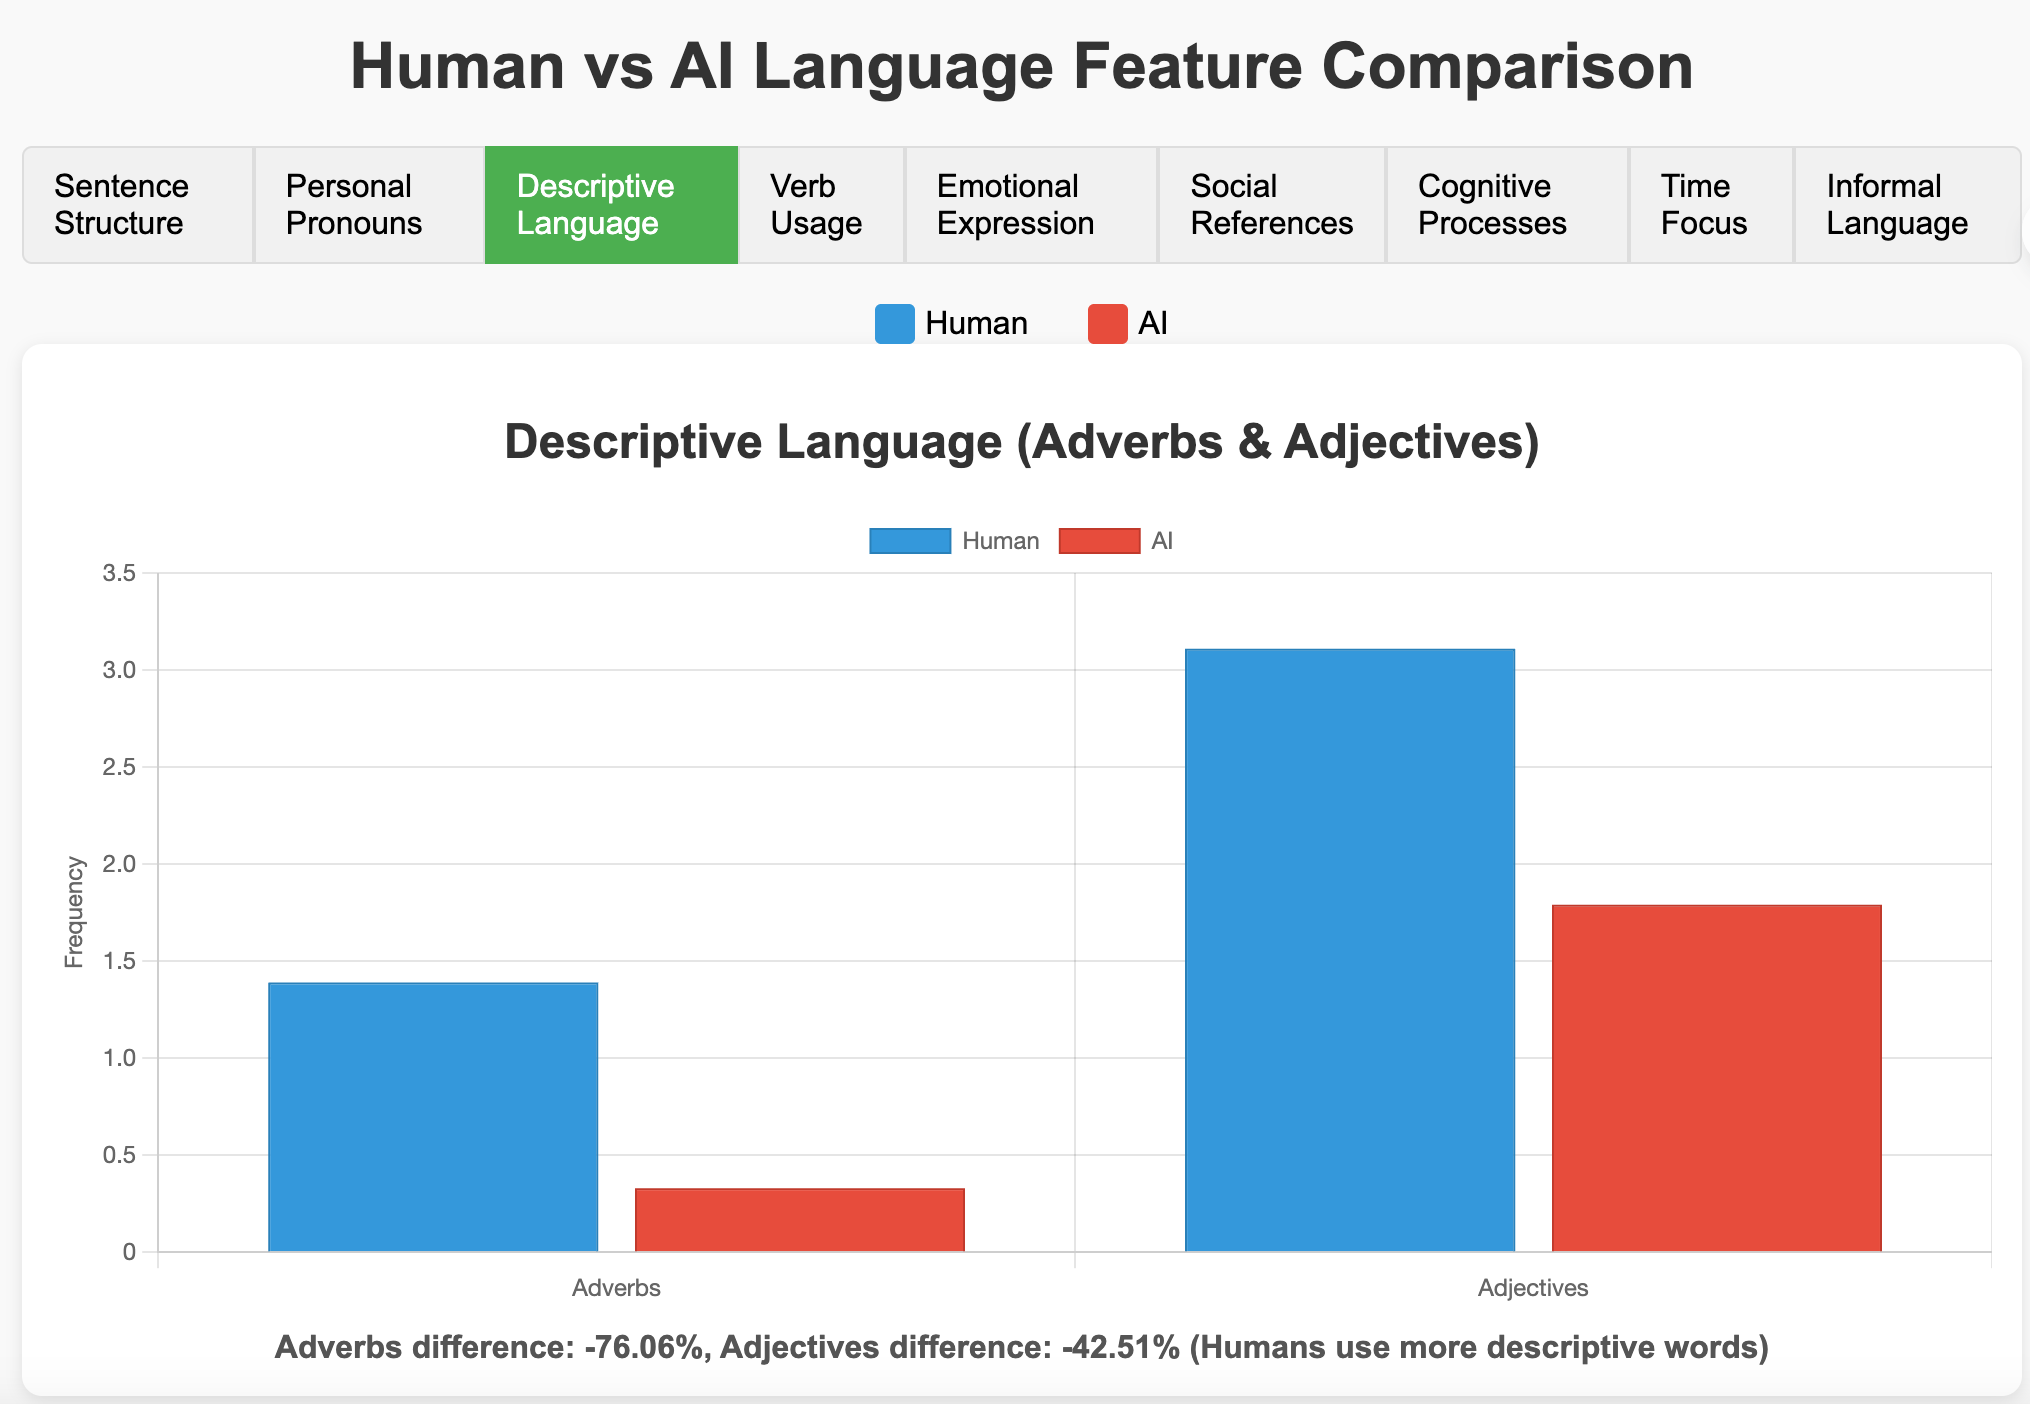 Human vs AI Language Feature Comparison
Sentence
Structure
Personal
Pronouns
Descriptive
Language
Verb
Usage
Emotional
Expression
Social
References
Cognitive
Processes
Time
Focus
Informal
Language
Human
AI
Descriptive Language (Adverbs & Adjectives)
Human
AI
3.5
3.0
2.5
2.0
1.5
1.0
0.5
0
Frequency
Adverbs
Adjectives
Adverbs difference: -76.06%, Adjectives difference: -42.51% (Humans use more descriptive words)